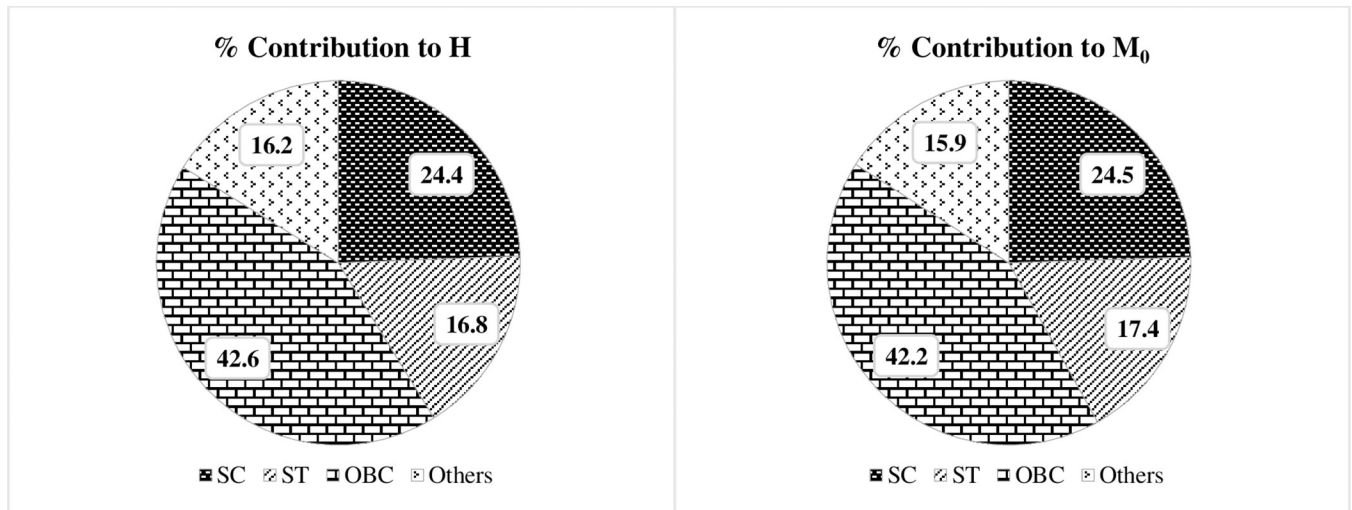 % Contribution to H
16.2
24.4
16.8
42.6
SC ST OBC Others
% Contribution to M₀
15.9
24.5
17.4
42.2
SC ST OBC Others